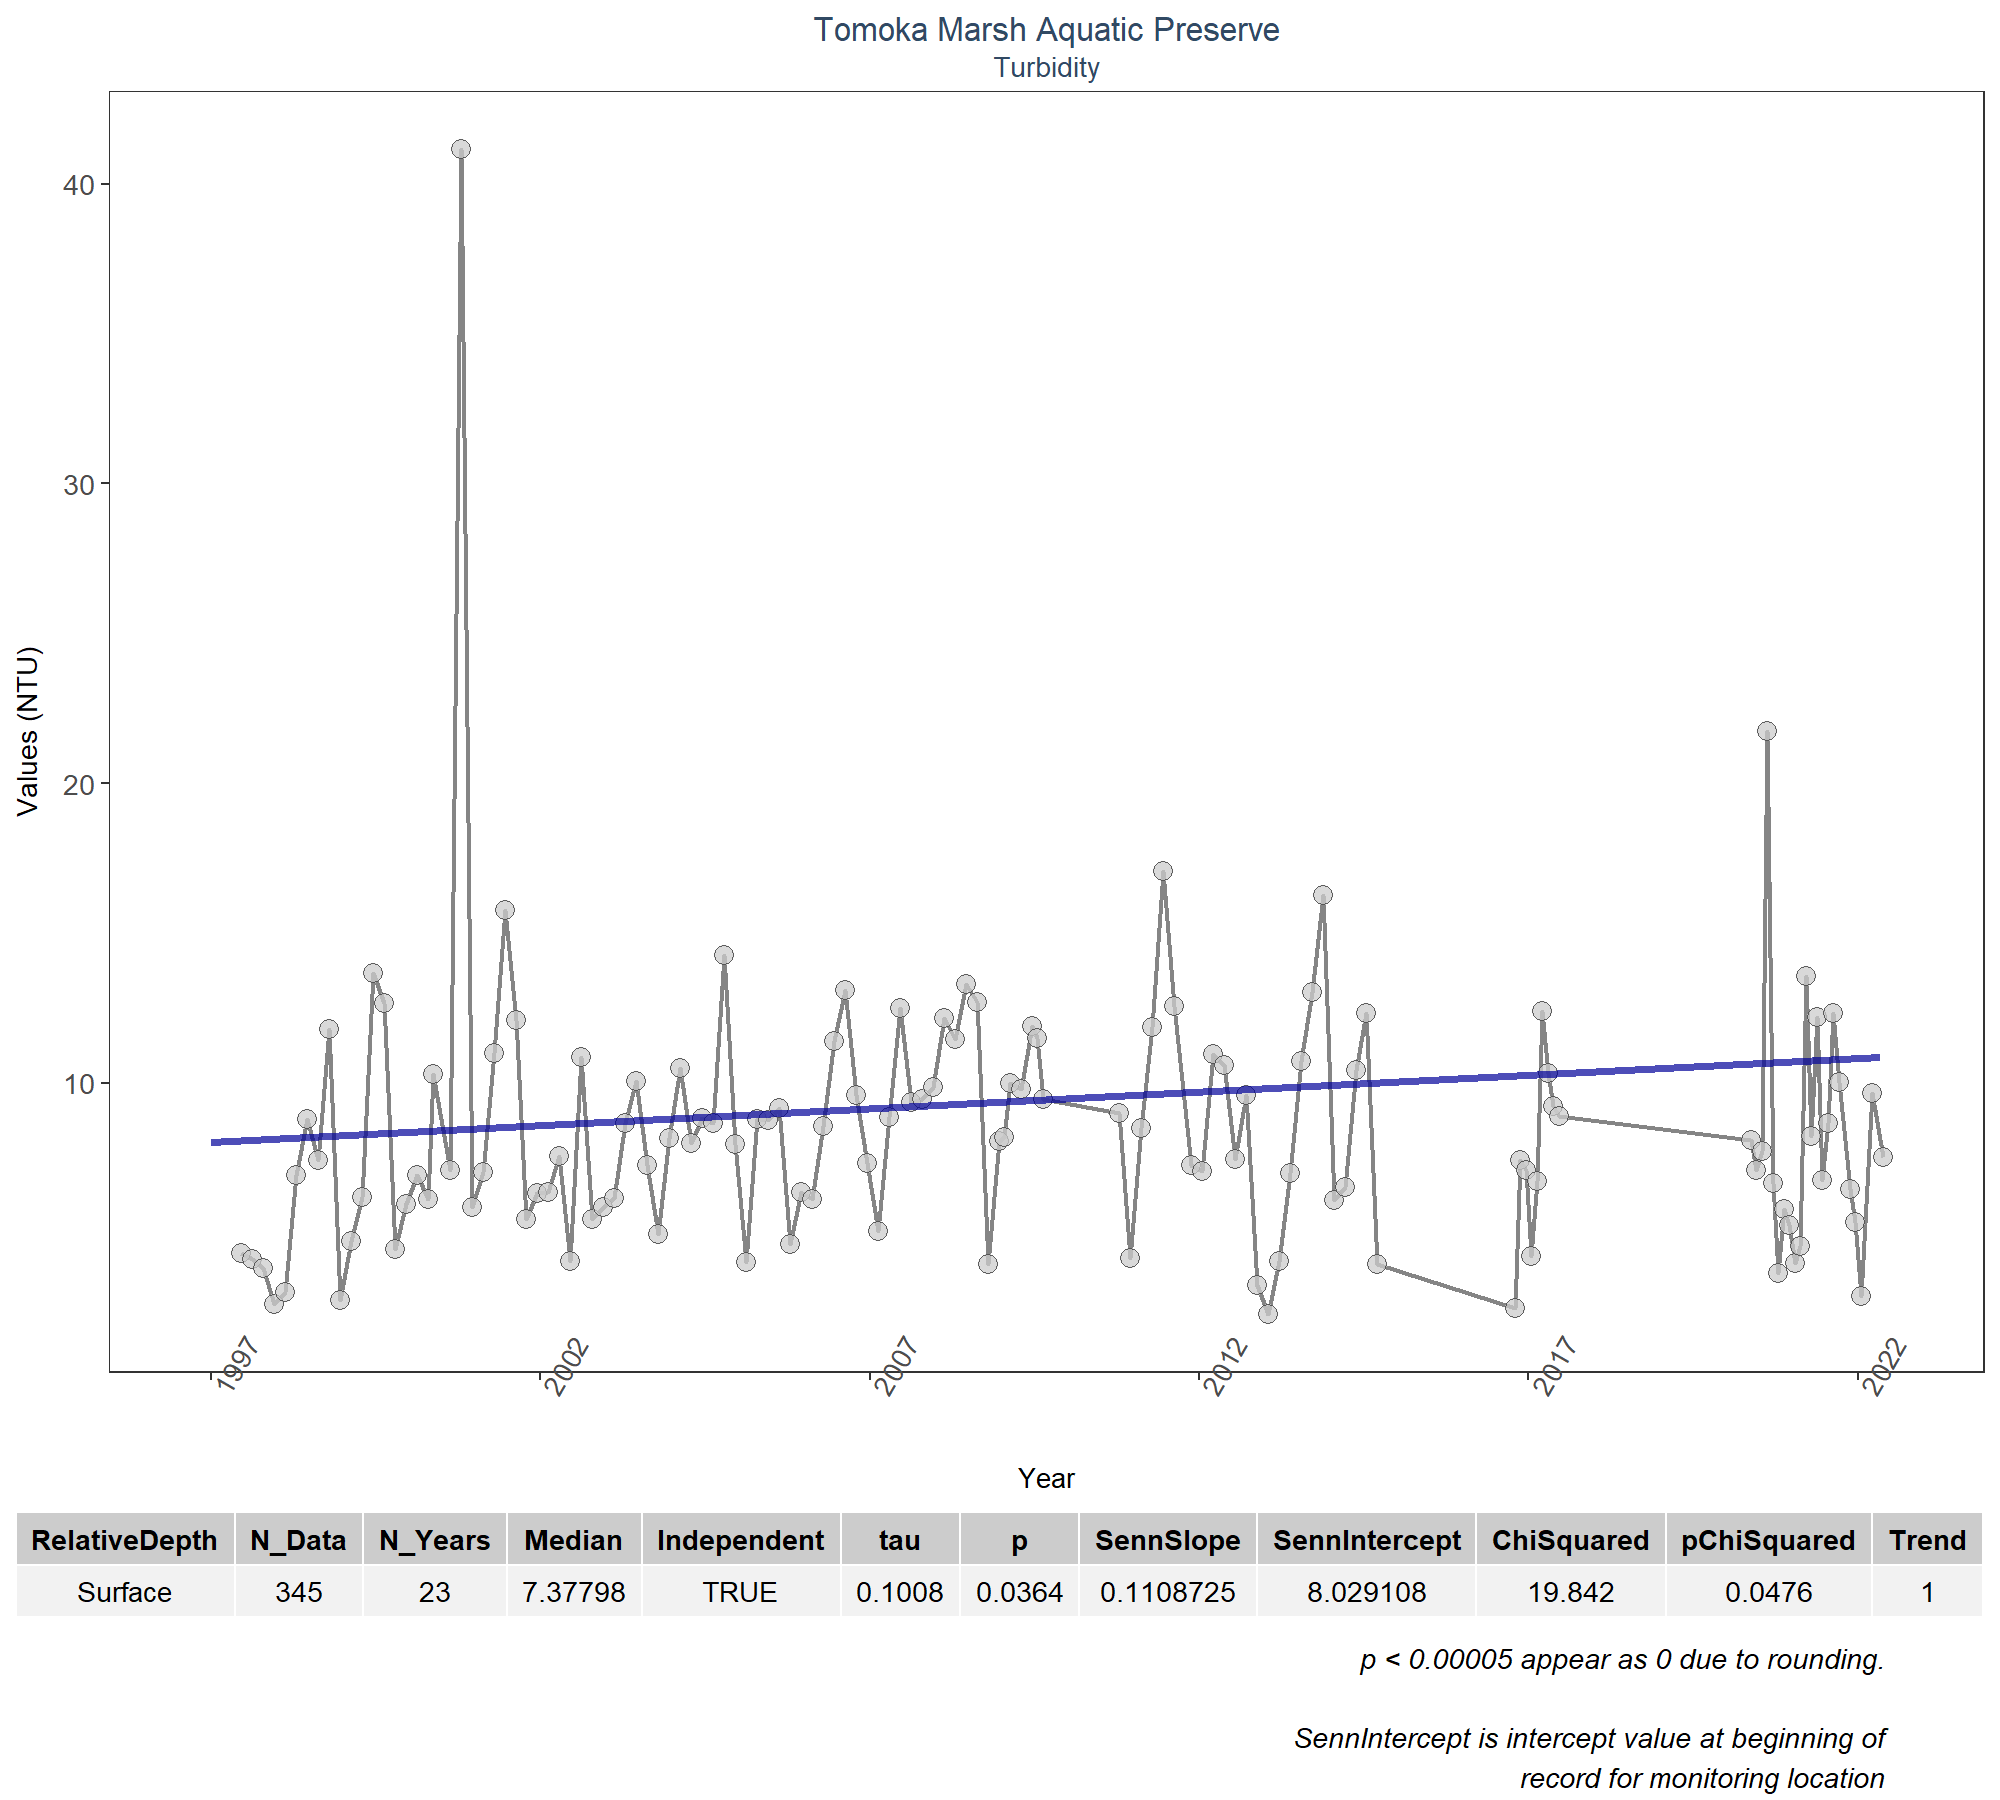 Tomoka Marsh Aquatic Preserve
Turbidity
40
30
20
10
Values (NTU)
1997 2002 2007 2012 2017 2022
Year
RelativeDepth N_Data N_Years Median Independent tau p SennSlope SennIntercept ChiSquared pChiSquared Trend
Surface 345 23 7.37798 TRUE 0.1008 0.0364 0.1108725 8.029108 19.842 0.0476 1
p < 0.00005 appear as 0 due to rounding.
SennIntercept is intercept value at beginning of
record for monitoring location